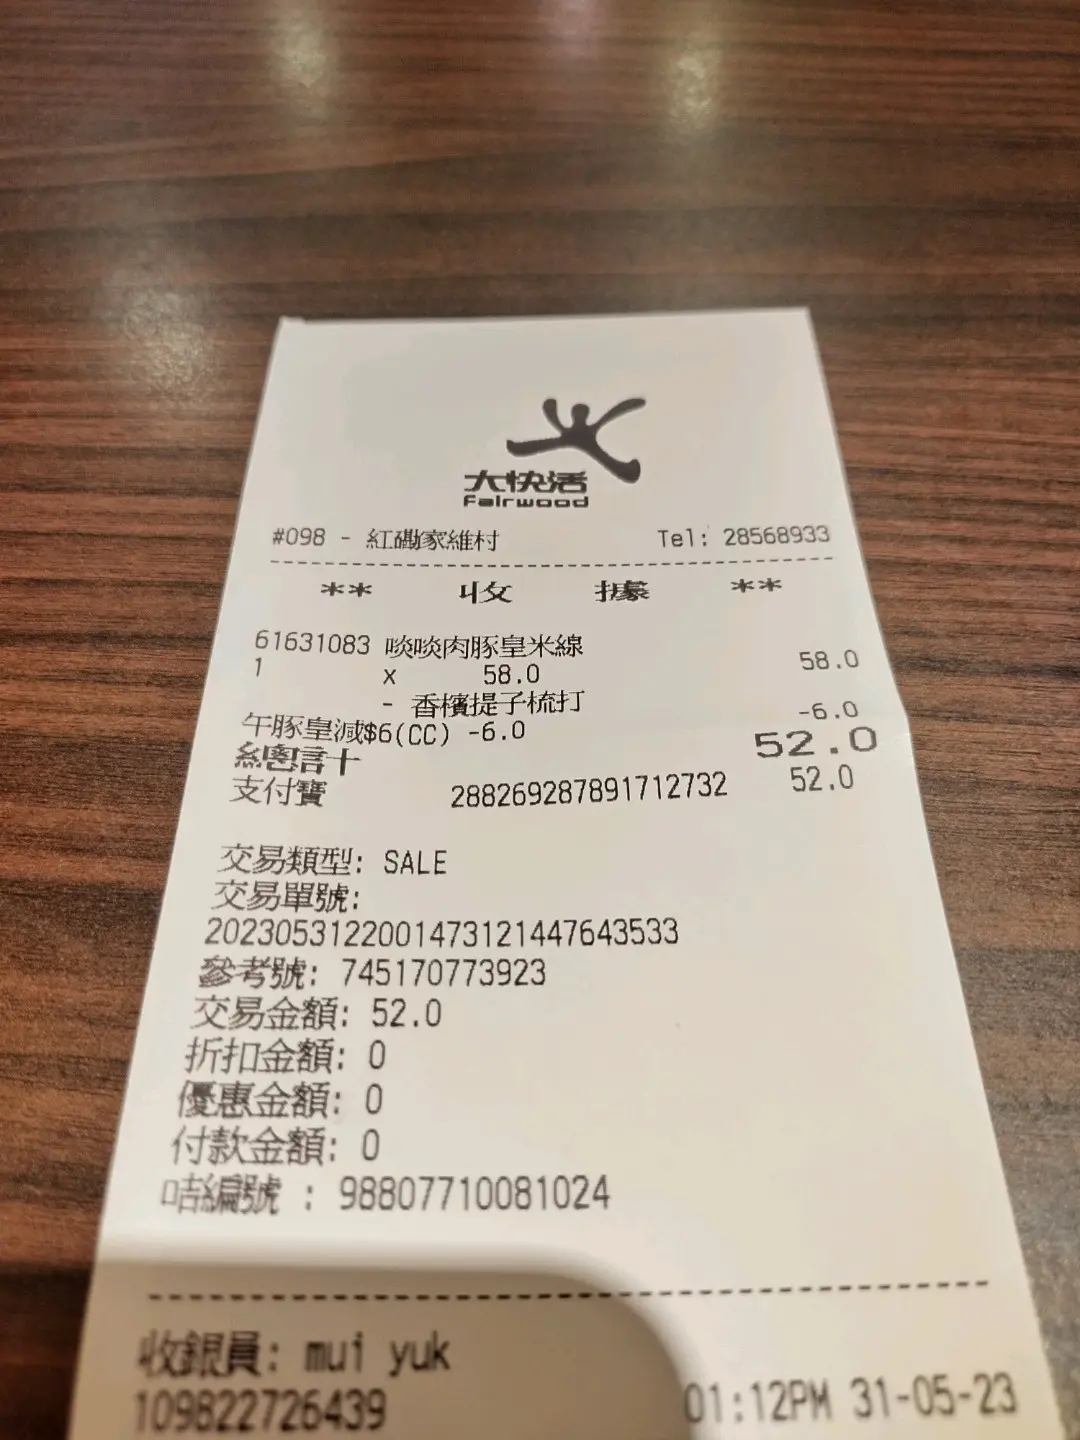 大快活
Fairwood
#098 - 紅磡家維村 Tel: 28568933
** 收 據 **
61631083 啖啖肉豚皇米線
1 x 58.0 58.0
- 香檳提子梳打
午豚皇減$6(CC) -6.0 -6.0
總計 52.0
支付寶 288269287891712732 52.0
交易類型: SALE
交易單號:
2023053122001473121447643533
參考號: 745170773923
交易金額: 52.0
折扣金額: 0
優惠金額: 0
付款金額: 0
咭編號 : 98807710081024
收銀員: mui yuk
109822726439 01:12PM 31-05-23